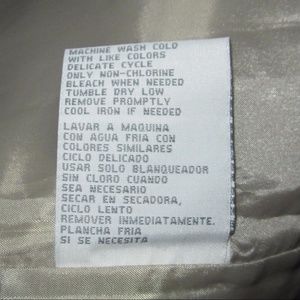 MACHINE WASH COLD
WITH LIKE COLORS
DELICATE CYCLE
ONLY NON-CHLORINE
BLEACH WHEN NEEDED
TUMBLE DRY LOW
REMOVE PROMPTLY
COOL IRON IF NEEDED
LAVAR A MAQUINA
CON AGUA FRIA CON
COLORES SIMILARES
CICLO DELICADO
USAR SOLO BLANQUEADOR
SIN CLORO CUANDO
SEA NECESARIO
SECAR EN SECADORA,
CICLO LENTO
REMOVER INMEDIATAMENTE.
PLANCHA FRIA
SI SE NECESITA